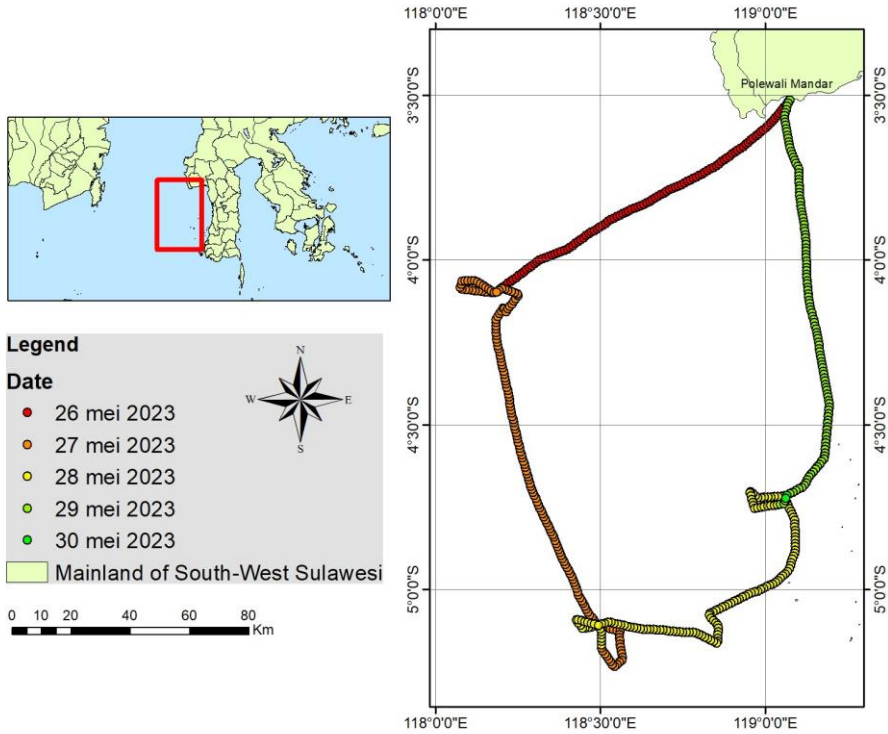 118°0'0"E 118°30'0"E 119°0'0"E
Polewali Mandar
3°30'0"S 3°30'0"S
4°0'0"S 4°0'0"S
4°30'0"S 4°30'0"S
5°0'0"S 5°0'0"S
118°0'0"E 118°30'0"E 119°0'0"E
Legend
N
W E
S
Date
26 mei 2023
27 mei 2023
28 mei 2023
29 mei 2023
30 mei 2023
Mainland of South-West Sulawesi
0 5 10 20 40 60 80
Km